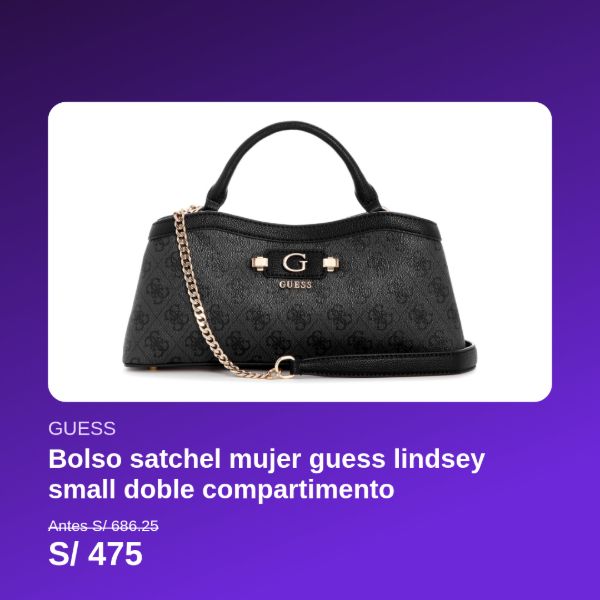 G
GUESS
GUESS
Bolso satchel mujer guess lindsey
small doble compartimento
Antes S/ 686.25
S/ 475